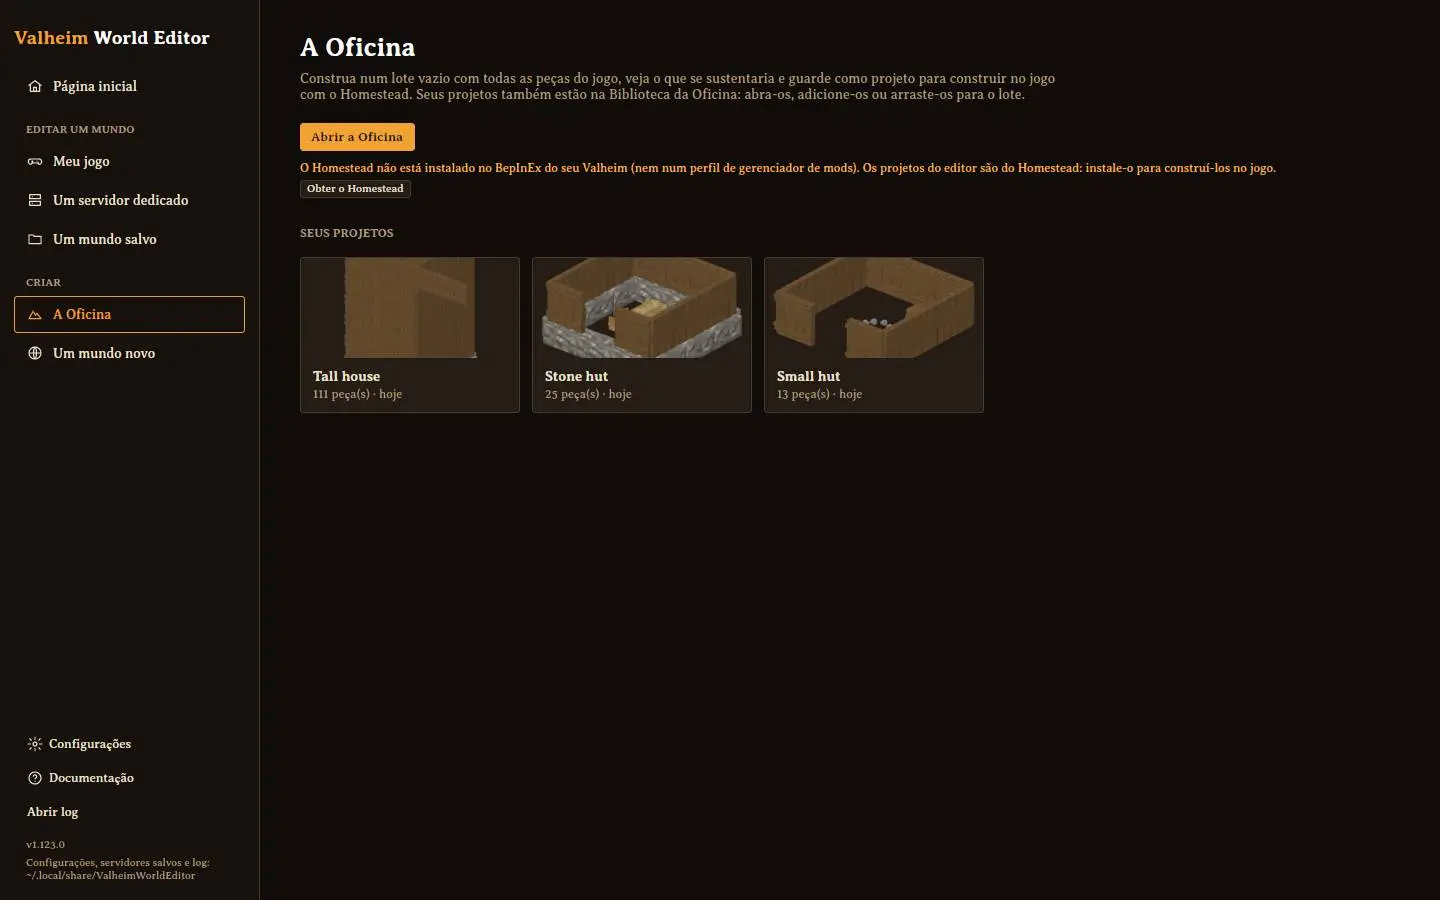 Valheim World Editor
Página inicial
EDITAR UM MUNDO
Meu jogo
Um servidor dedicado
Um mundo salvo
CRIAR
A Oficina
Um mundo novo
Configurações
Documentação
Abrir log
v1.123.0
Configurações, servidores salvos e log:
~/.local/share/ValheimWorldEditor
A Oficina
Construa num lote vazio com todas as peças do jogo, veja o que se sustentaria e guarde como projeto para construir no jogo
com o Homestead. Seus projetos também estão na Biblioteca da Oficina: abra-os, adicione-os ou arraste-os para o lote.
Abrir a Oficina
O Homestead não está instalado no BepInEx do seu Valheim (nem num perfil de gerenciador de mods). Os projetos do editor são do Homestead: instale-o para construí-los no jogo.
Obter o Homestead
SEUS PROJETOS
Tall house
111 peça(s) · hoje
Stone hut
25 peça(s) · hoje
Small hut
13 peça(s) · hoje